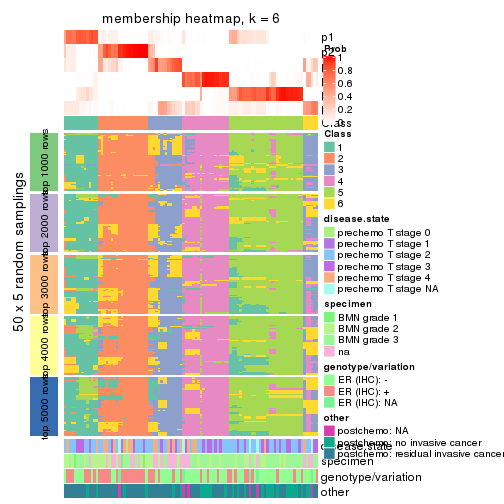 membership heatmap, k = 6
p1
p2
Prob
1
0.8
0.6
0.4
0.2
0
Class
Class
1
2
3
4
5
6
disease.state
prechemo T stage 0
prechemo T stage 1
prechemo T stage 2
prechemo T stage 3
prechemo T stage 4
prechemo T stage NA
specimen
BMN grade 1
BMN grade 2
BMN grade 3
na
genotype/variation
ER (IHC): -
ER (IHC): +
ER (IHC): NA
other
postchemo: NA
postchemo: no invasive cancer
postchemo: residual invasive cancer
50 x 5 random samplings
top 1000 rows
top 2000 rows
top 3000 rows
top 4000 rows
top 5000 rows
disease.state
specimen
genotype/variation
other